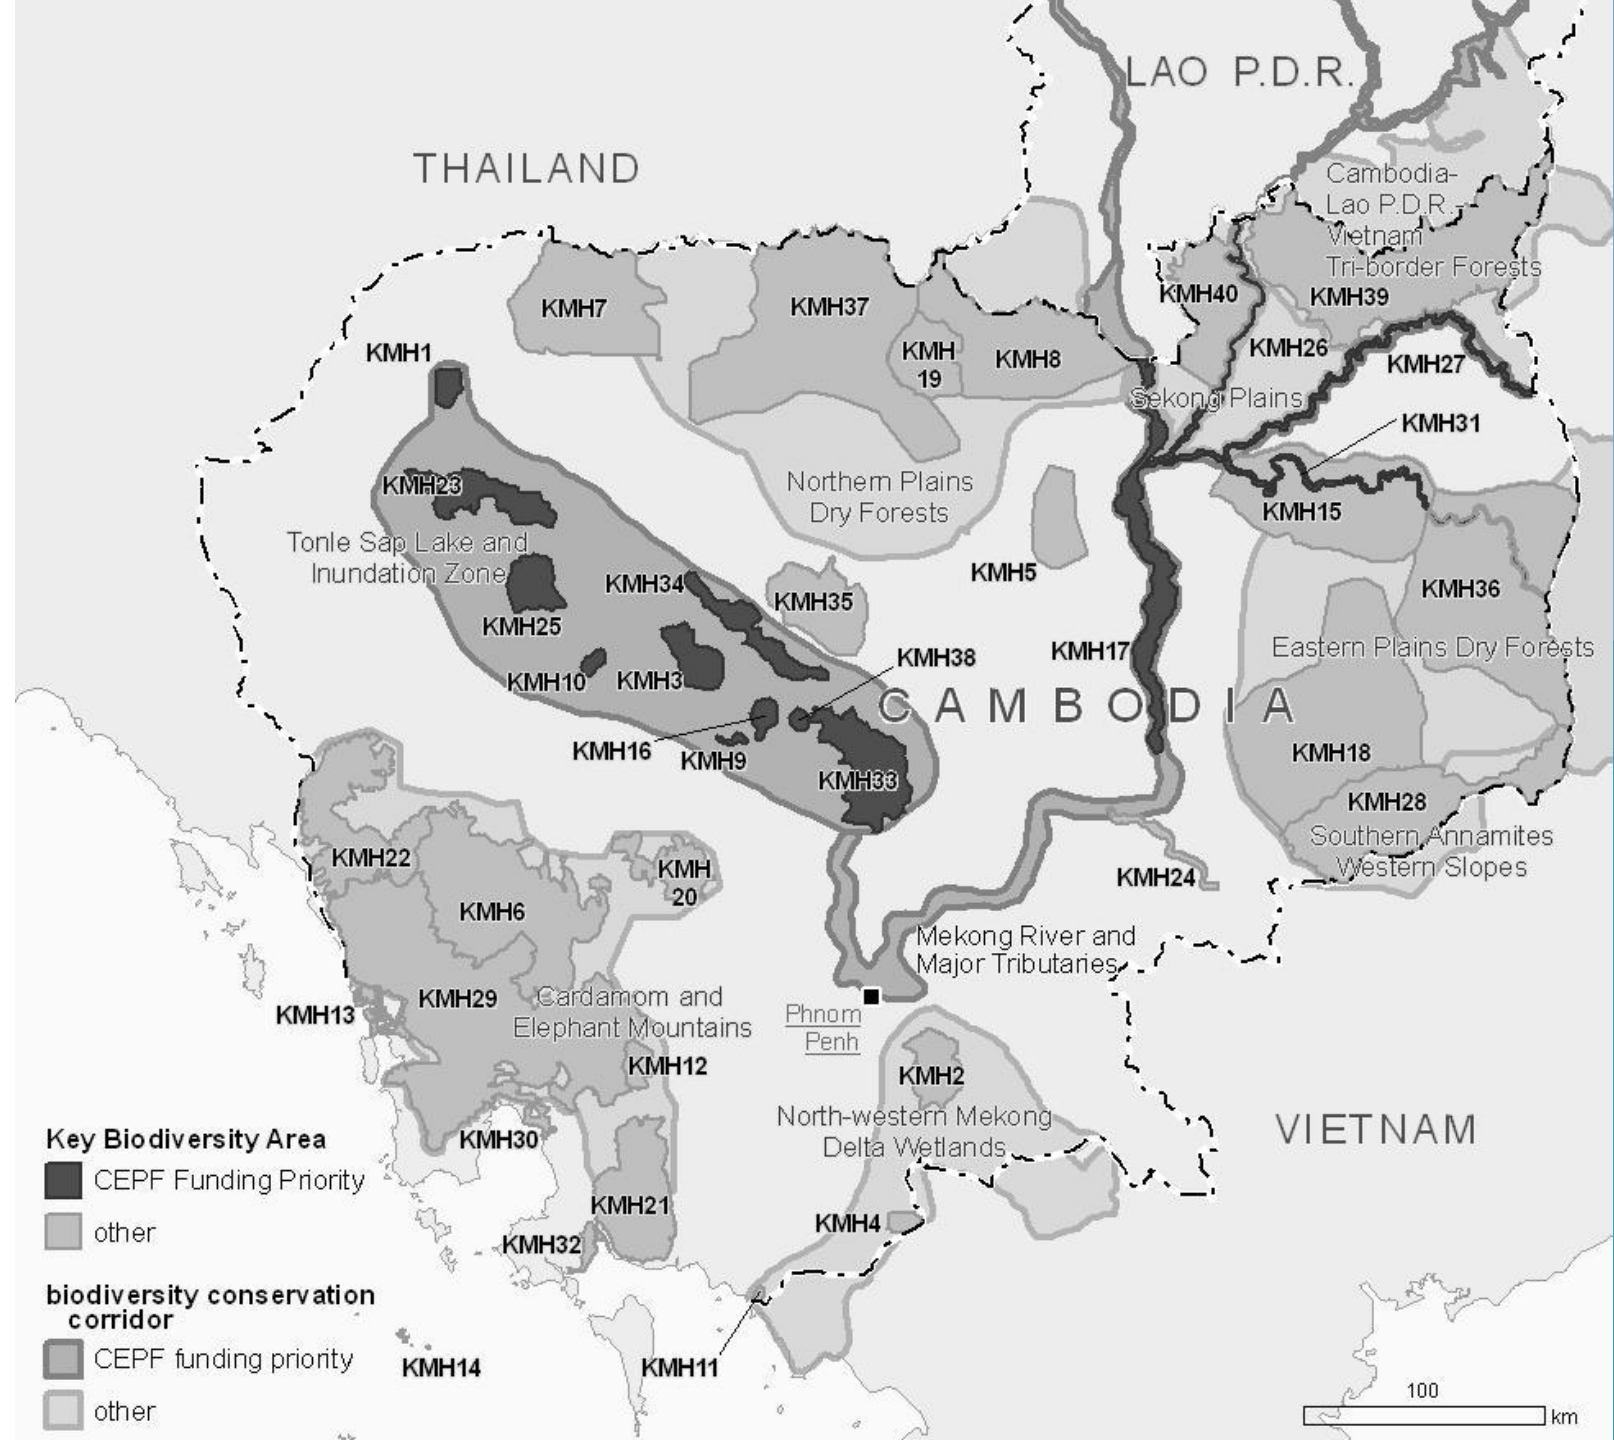 LAO P.D.R.
THAILAND
Cambodia-
Lao P.D.R.-
Vietnam
Tri-border Forests
KMH7
KMH37
KMH40
KMH39
KMH1
KMH
19
KMH8
KMH26
KMH27
Sekong Plains
KMH31
KMH23
Northern Plains
Dry Forests
KMH15
Tonle Sap Lake and
Inundation Zone
KMH5
KMH34
KMH35
KMH36
KMH25
Eastern Plains Dry Forests
KMH38
KMH17
KMH10
KMH3
CAMBODIA
KMH16
KMH9
KMH33
KMH18
KMH28
Southern Annamites
Western Slopes
KMH22
KMH
20
KMH24
KMH6
Mekong River and
Major Tributaries
KMH29
Cardamom and
Elephant Mountains
KMH13
Phnom
Penh
KMH12
KMH2
North-western Mekong
Delta Wetlands
VIETNAM
KMH30
Key Biodiversity Area
CEPF Funding Priority
other
KMH21
KMH4
KMH32
biodiversity conservation
corridor
CEPF funding priority
other
KMH14
KMH11
100
km